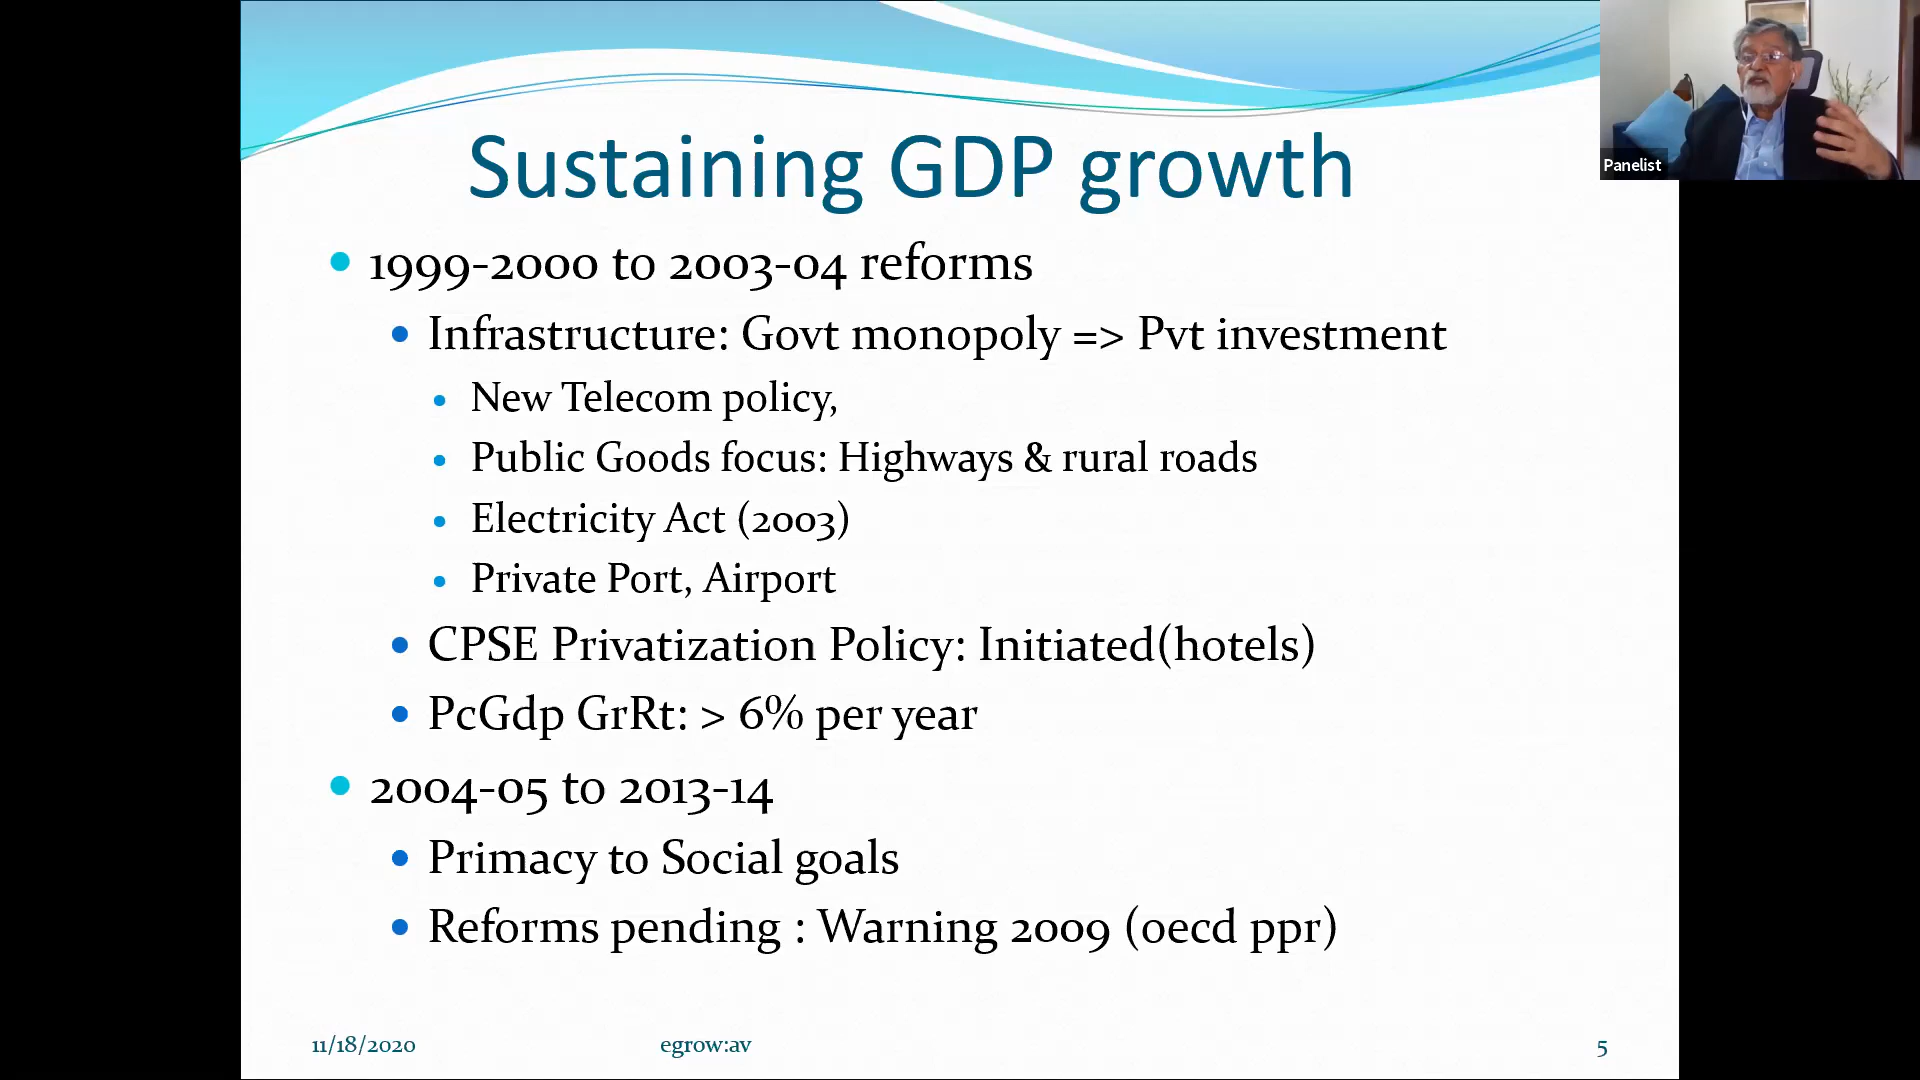 Sustaining GDP growth
Panelist
1999-2000 to 2003-04 reforms
Infrastructure: Govt monopoly => Pvt investment
New Telecom policy,
Public Goods focus: Highways & rural roads
Electricity Act (2003)
Private Port, Airport
CPSE Privatization Policy: Initiated(hotels)
PcGdp GrRt: > 6% per year
2004-05 to 2013-14
Primacy to Social goals
Reforms pending : Warning 2009 (oecd ppr)
11/18/2020 egrow:av 5